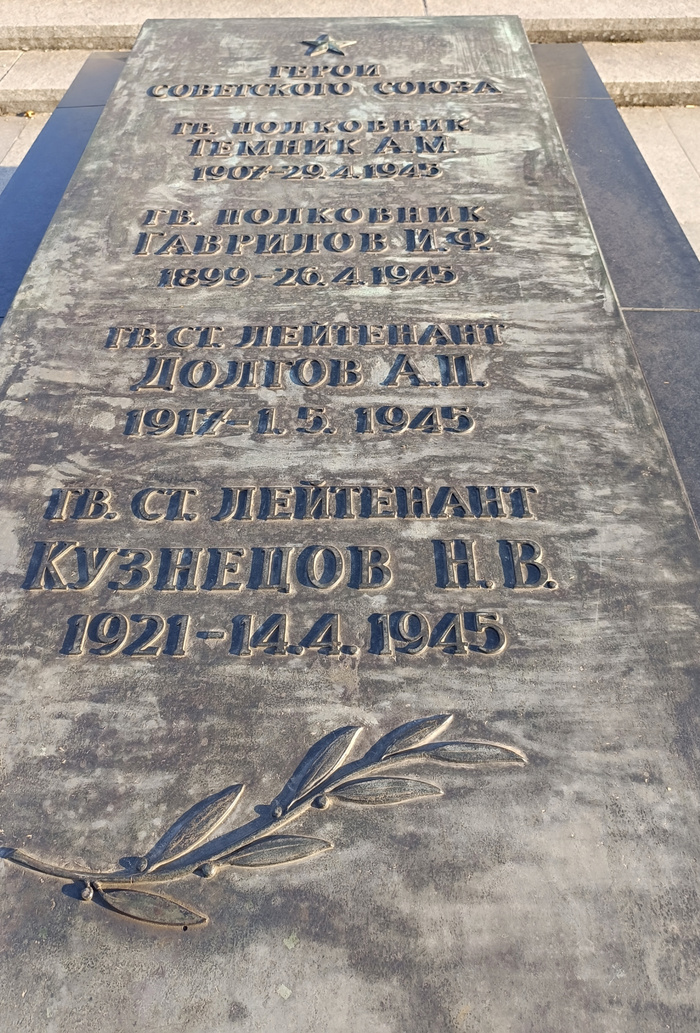 ГЕРОИ
СОВЕТСКОГО СОЮЗА
ГВ. ПОЛКОВНИК
ТЕМНИК А.М.
1907-29.4.1945
ГВ. ПОЛКОВНИК
ГАВРИЛОВ И.Ф.
1899-26.4.1945
ГВ. СТ. ЛЕЙТЕНАНТ
ДОЛГОВ А.П.
1917-1.5.1945
ГВ. СТ. ЛЕЙТЕНАНТ
КУЗНЕЦОВ Н.В.
1921-14.4.1945